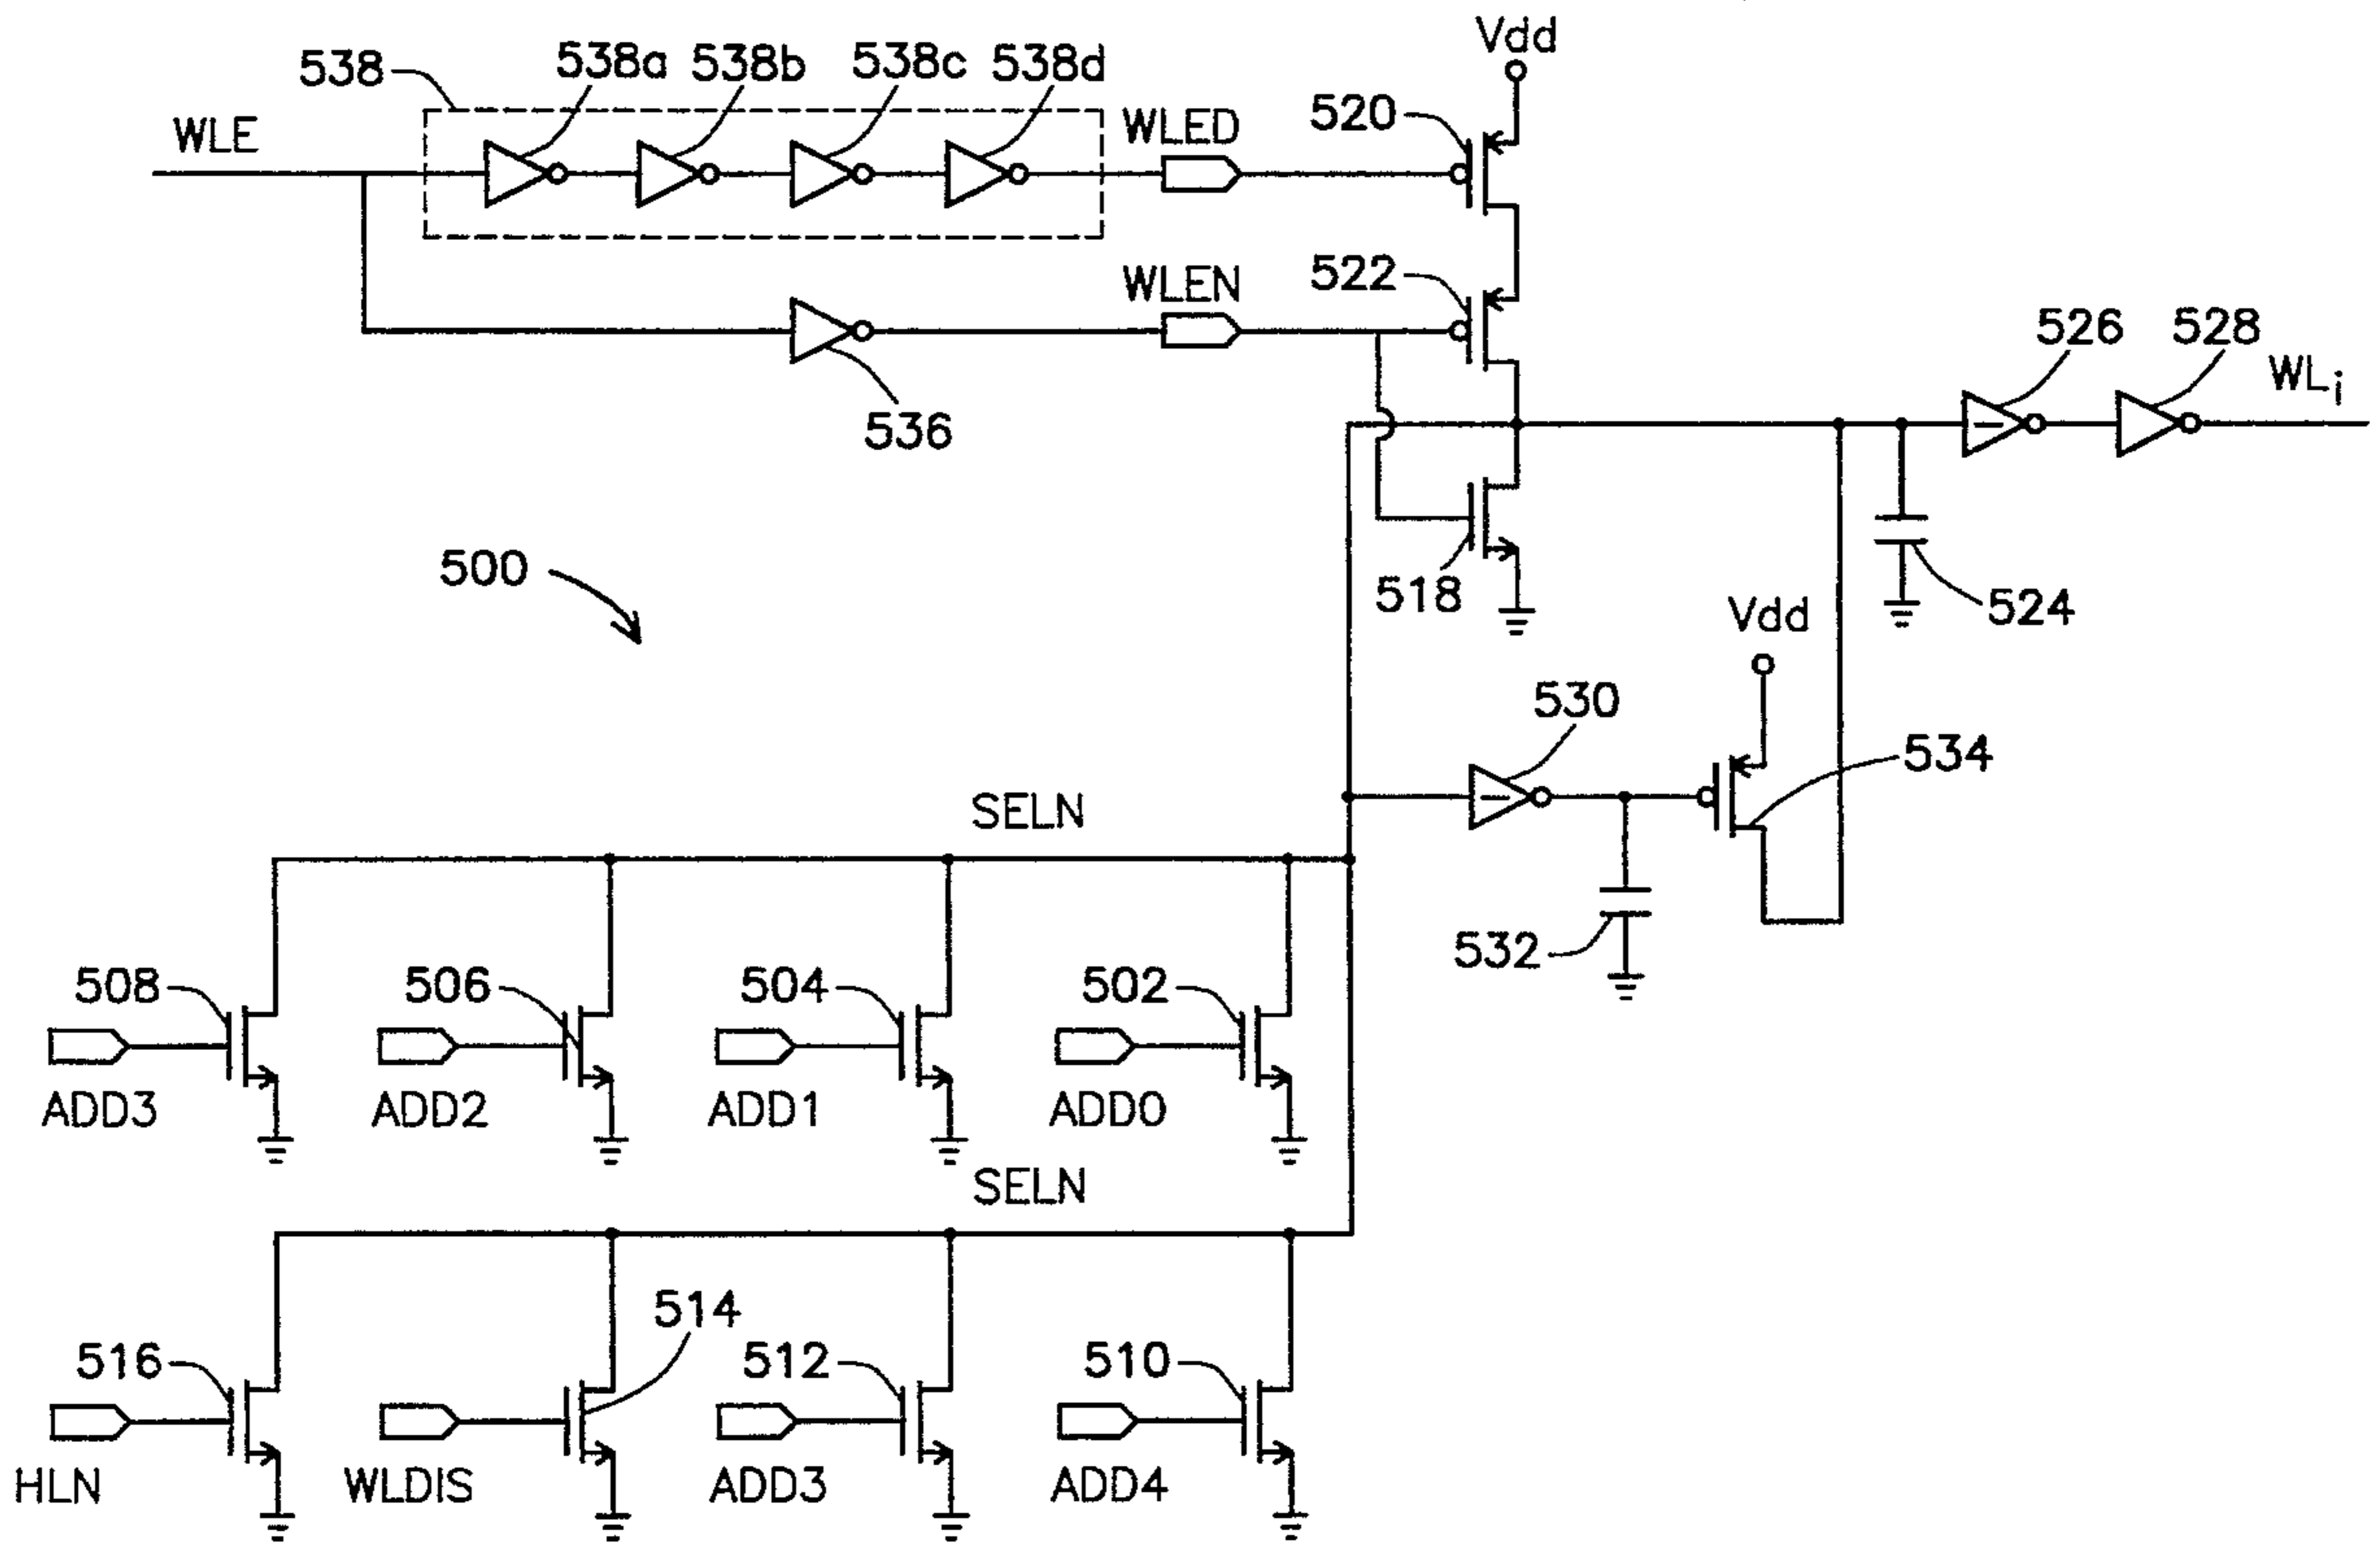 Vdd
538
538a
538b
538c
538d
520
WLE
WLED
WLEN
522
536
526
528
WLi
500
518
524
Vdd
530
534
SELN
532
508
506
504
502
ADD3
ADD2
ADD1
ADD0
SELN
514
516
512
510
HLN
WLDIS
ADD3
ADD4